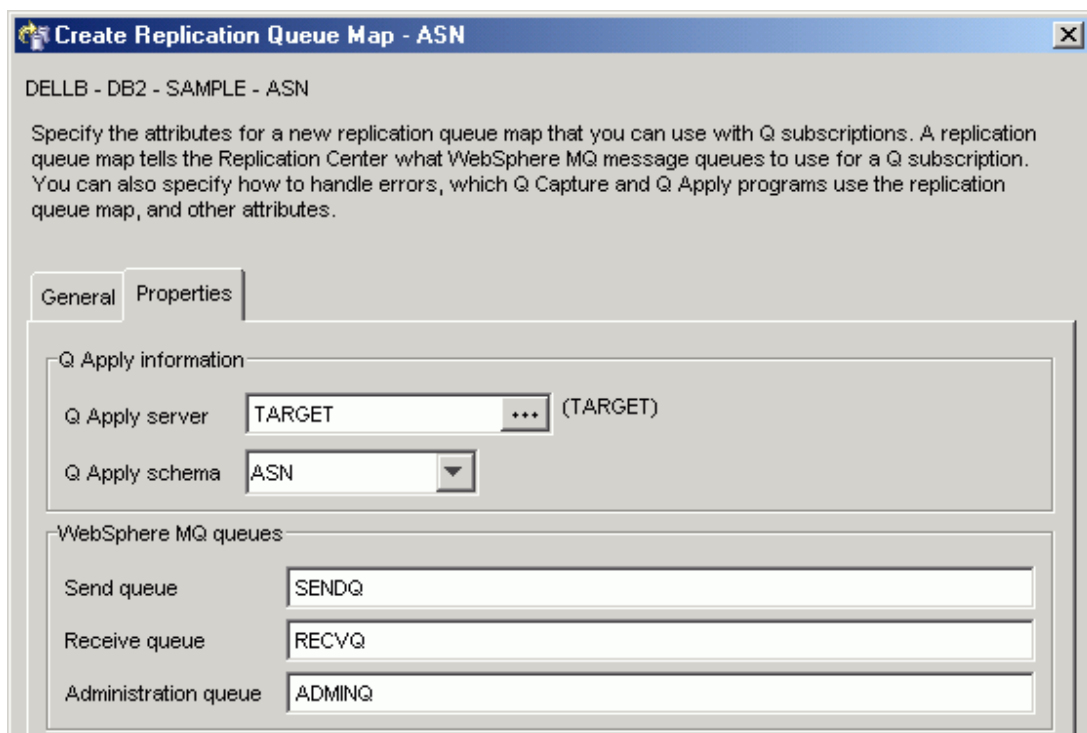 Create Replication Queue Map - ASN
DELLB - DB2 - SAMPLE - ASN
Specify the attributes for a new replication queue map that you can use with Q subscriptions. A replication
queue map tells the Replication Center what WebSphere MQ message queues to use for a Q subscription.
You can also specify how to handle errors, which Q Capture and Q Apply programs use the replication
queue map, and other attributes.
General Properties
Q Apply information
Q Apply server TARGET ... (TARGET)
Q Apply schema ASN
WebSphere MQ queues
Send queue SENDQ
Receive queue RECVQ
Administration queue ADMINQ